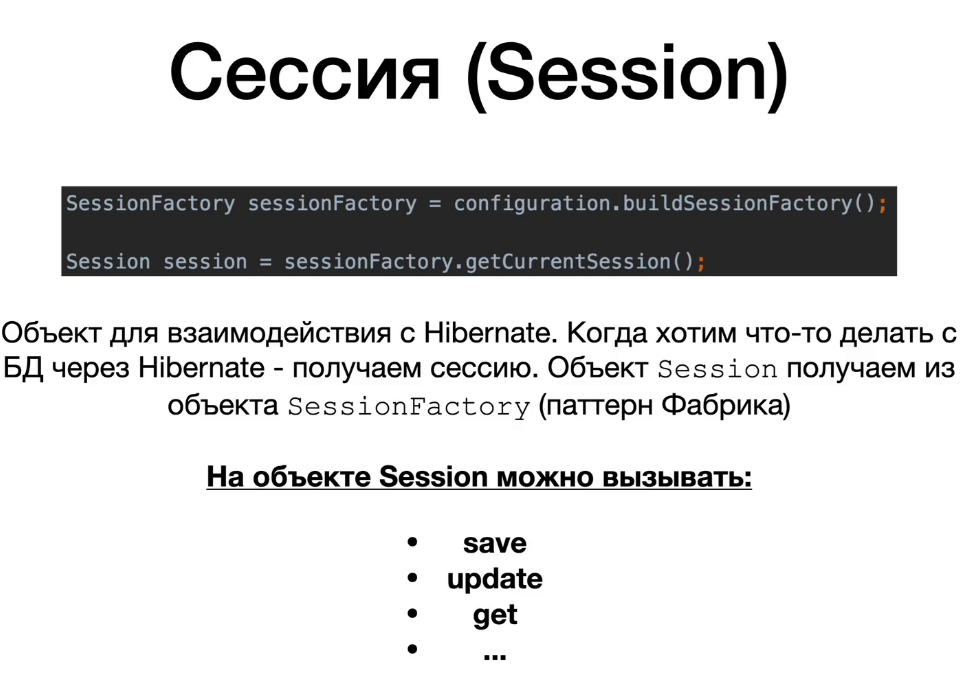 Сессия (Session)
SessionFactory sessionFactory = configuration.buildSessionFactory();
Session session = sessionFactory.getCurrentSession();
Объект для взаимодействия с Hibernate. Когда хотим что-то делать с
БД через Hibernate - получаем сессию. Объект Session получаем из
объекта SessionFactory (паттерн Фабрика)
На объекте Session можно вызывать:
• save
• update
• get
• ...